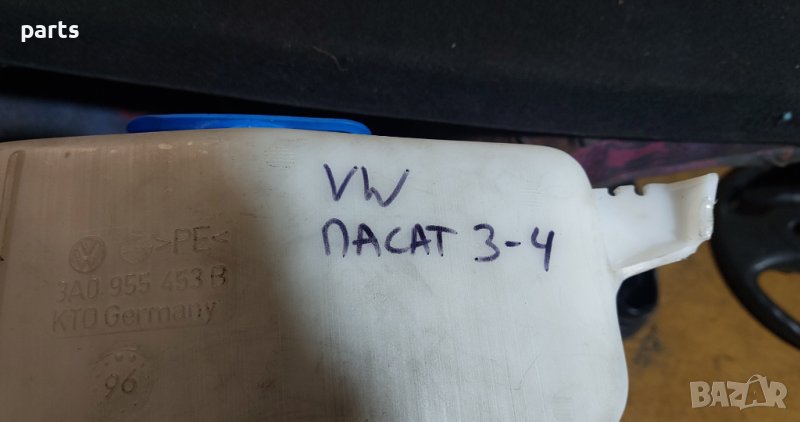 parts
VW
ПАСАТ 3-4
>PE<
3A0 955 453 B
KTO Germany
96
BAZAR